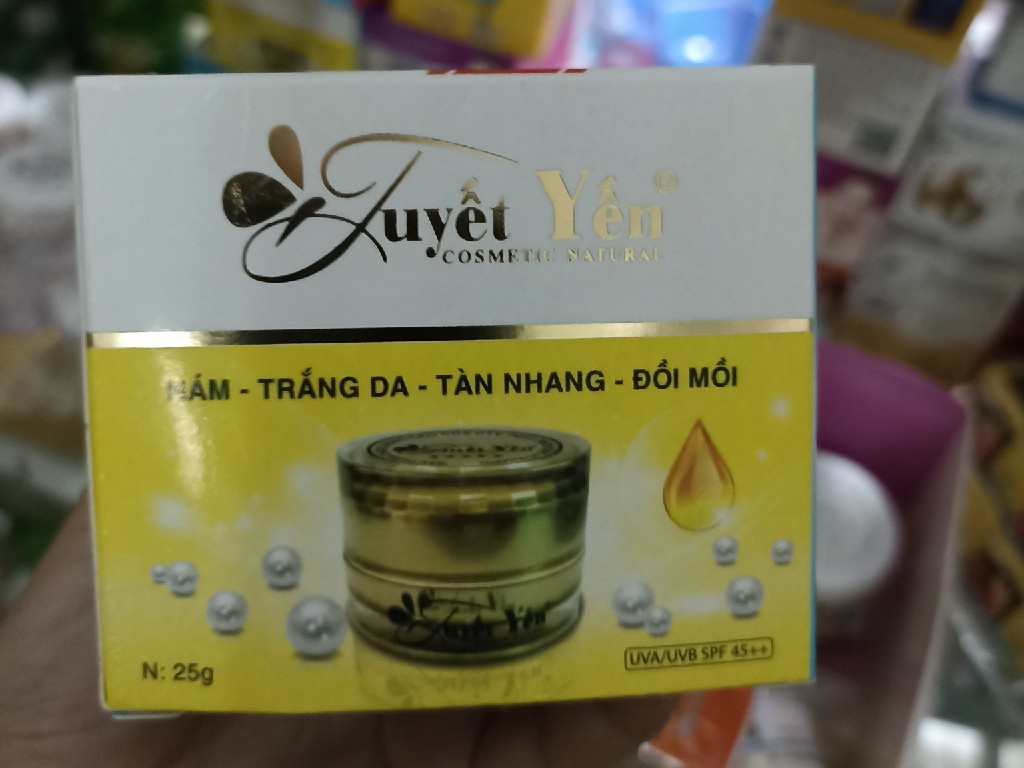 Tuyết Yến®
COSMETIC NATURAL
NÁM - TRẮNG DA - TÀN NHANG - ĐỒI MỒI
Tuyết Yến
N: 25g
UVA/UVB SPF 45++